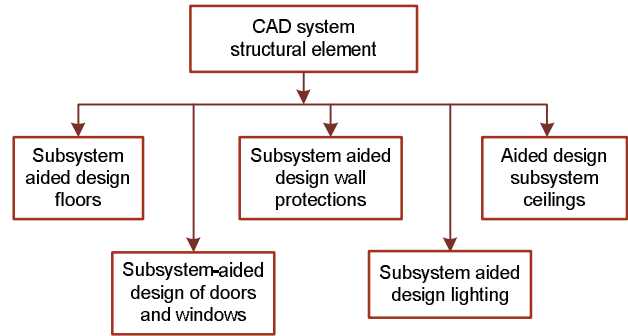 CAD system
structural element
Subsystem
aided design
floors
Subsystem aided
design wall
protections
Aided design
subsystem
ceilings
Subsystem-aided
design of doors
and windows
Subsystem aided
design lighting